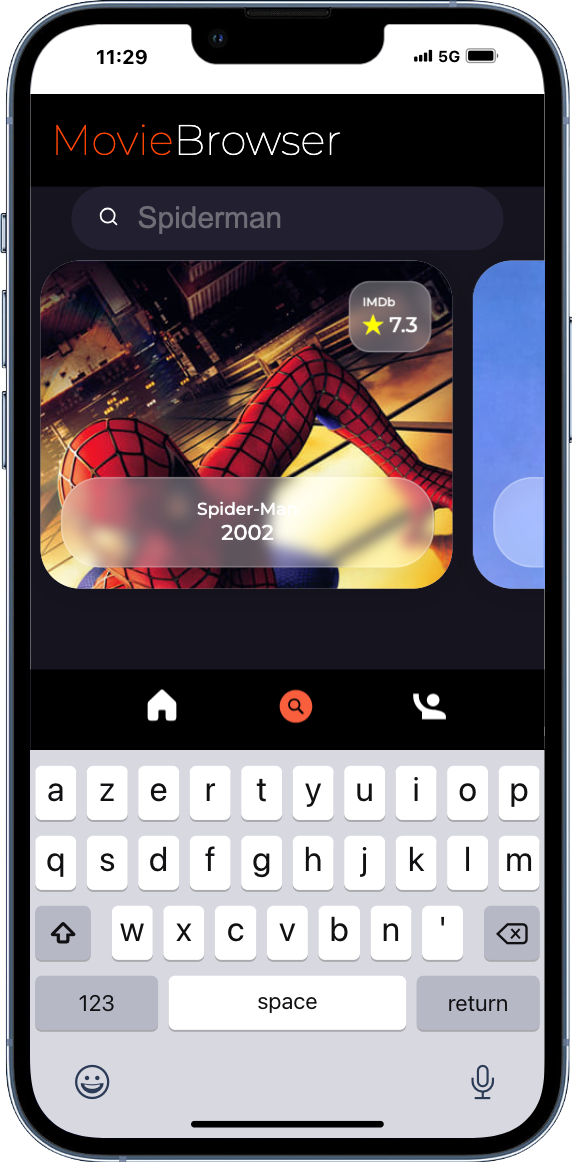 11:29 5G
MovieBrowser
Spiderman
IMDb
7.3
Spider-Man
2002
a z e r t y u i o p
q s d f g h j k l m
w x c v b n '
123 space return